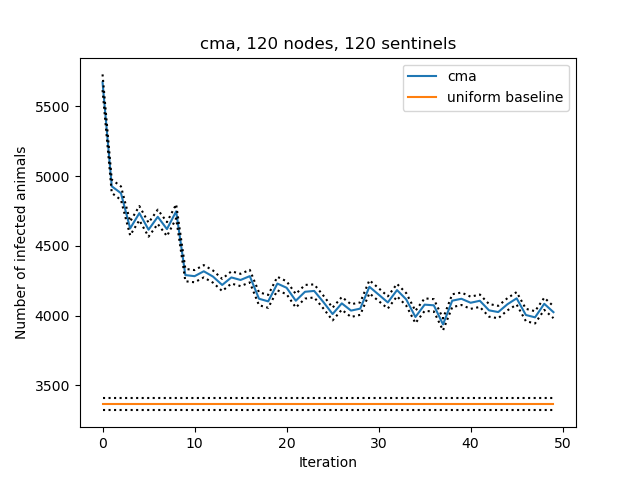 cma, 120 nodes, 120 sentinels
cma
uniform baseline
5500
5000
4500
4000
3500
Number of infected animals
0
10
20
30
40
50
Iteration